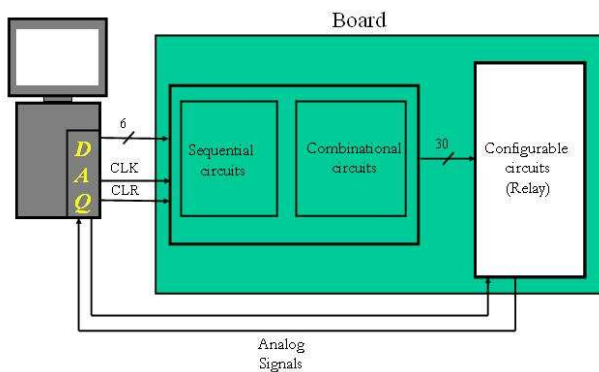 Board
D
A
Q
6
CLK
CLR
Sequential
circuits
Combinational
circuits
30
Configurable
circuits
(Relay)
Analog
Signals